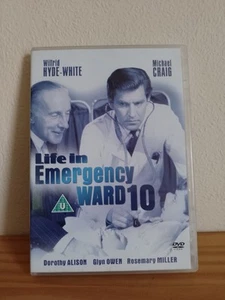 Wilfrid HYDE-WHITE
Michael CRAIG
Life In
Emergency
WARD 10
U
Dorothy ALISON Glyn OWEN Rosemary MILLER
DVD